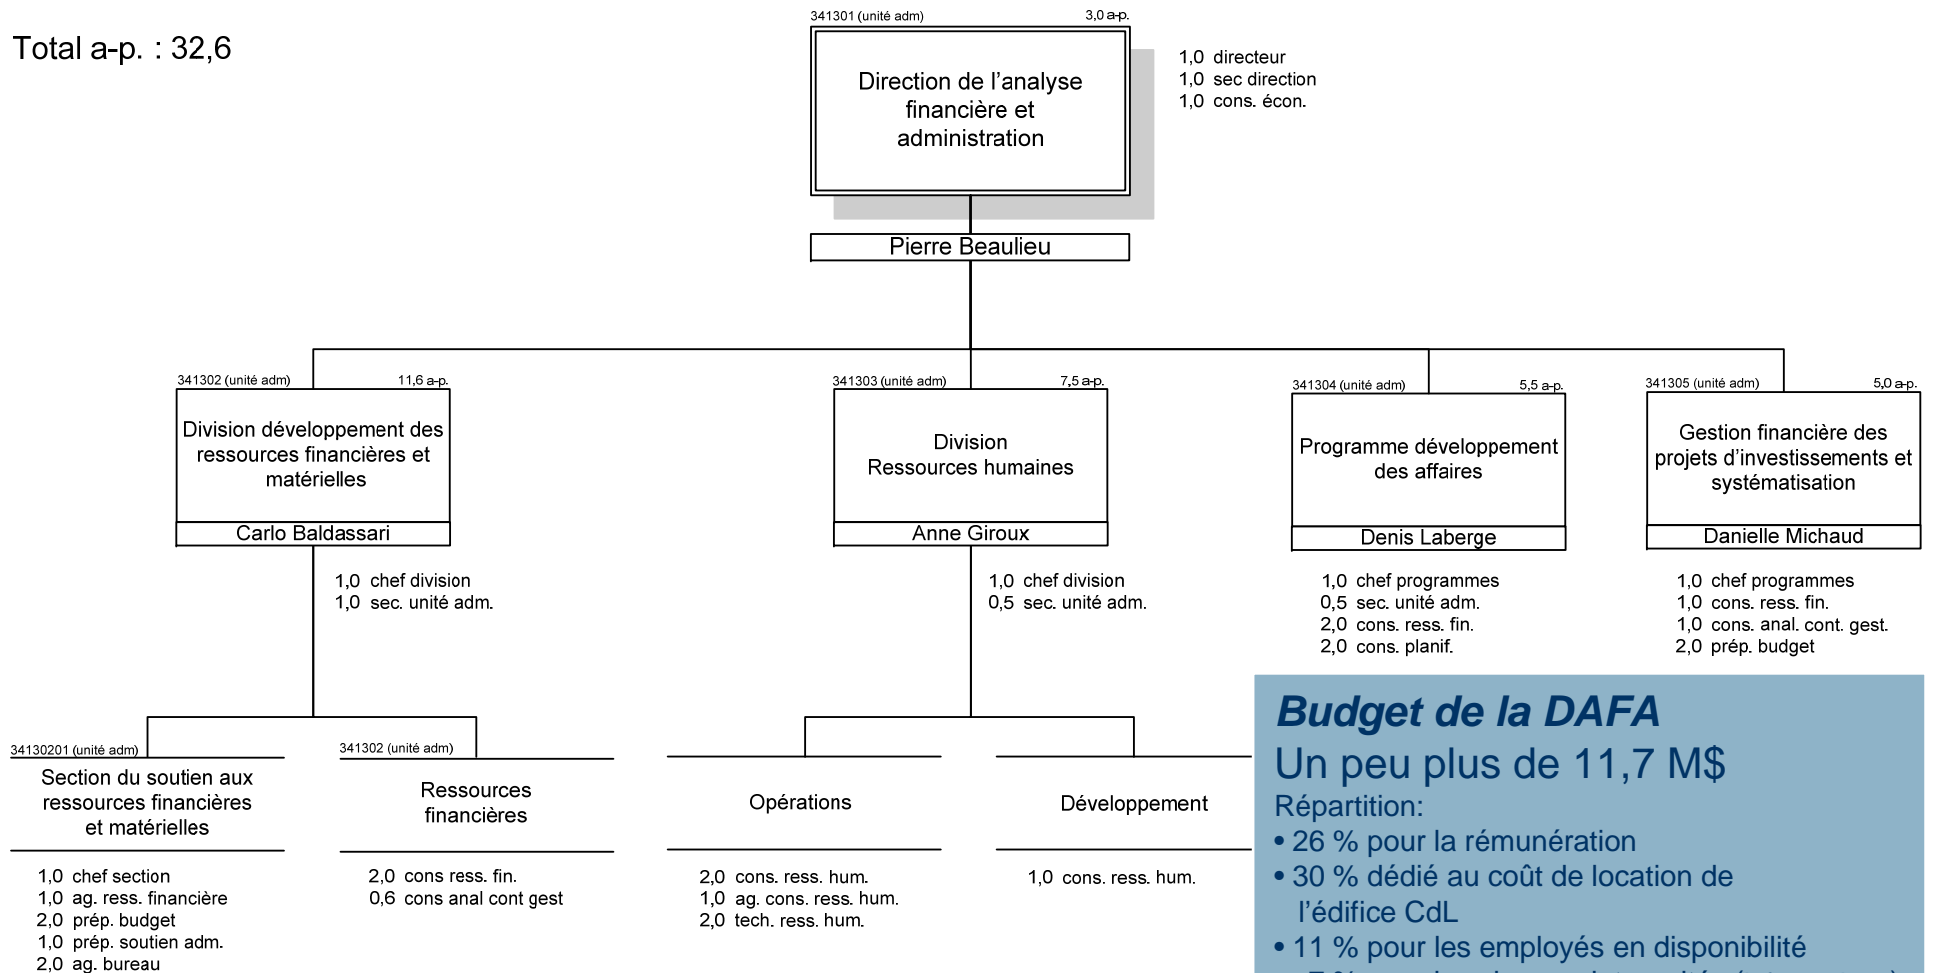 Total a-p. : 32,6
341301 (unité adm)
3,0 a-p.
Direction de l'analyse
financière et
administration
1,0 directeur
1,0 sec direction
1,0 cons. écon.
Pierre Beaulieu
341302 (unité adm)
11,6 a-p.
Division développement des
ressources financières et
matérielles
Carlo Baldassari
1,0 chef division
1,0 sec. unité adm.
341303 (unité adm)
7,5 a-p.
Division
Ressources humaines
Anne Giroux
1,0 chef division
0,5 sec. unité adm.
341304 (unité adm)
5,5 a-p.
Programme développement
des affaires
Denis Laberge
1,0 chef programmes
0,5 sec. unité adm.
2,0 cons. ress. fin.
2,0 cons. planif.
341305 (unité adm)
5,0 a-p.
Gestion financière des
projets d'investissements et
systématisation
Danielle Michaud
1,0 chef programmes
1,0 cons. ress. fin.
1,0 cons. anal. cont. gest.
2,0 prép. budget
34130201 (unité adm)
Section du soutien aux
ressources financières
et matérielles
1,0 chef section
1,0 ag. ress. financière
2,0 prép. budget
1,0 prép. soutien adm.
2,0 ag. bureau
341302 (unité adm)
Ressources
financières
2,0 cons ress. fin.
0,6 cons anal cont gest
Opérations
2,0 cons. ress. hum.
1,0 ag. cons. ress. hum.
2,0 tech. ress. hum.
Développement
1,0 cons. ress. hum.
Budget de la DAFA
Un peu plus de 11,7 M$
Répartition:
• 26 % pour la rémunération
• 30 % dédié au coût de location de
l'édifice CdL
• 11 % pour les employés en disponibilité